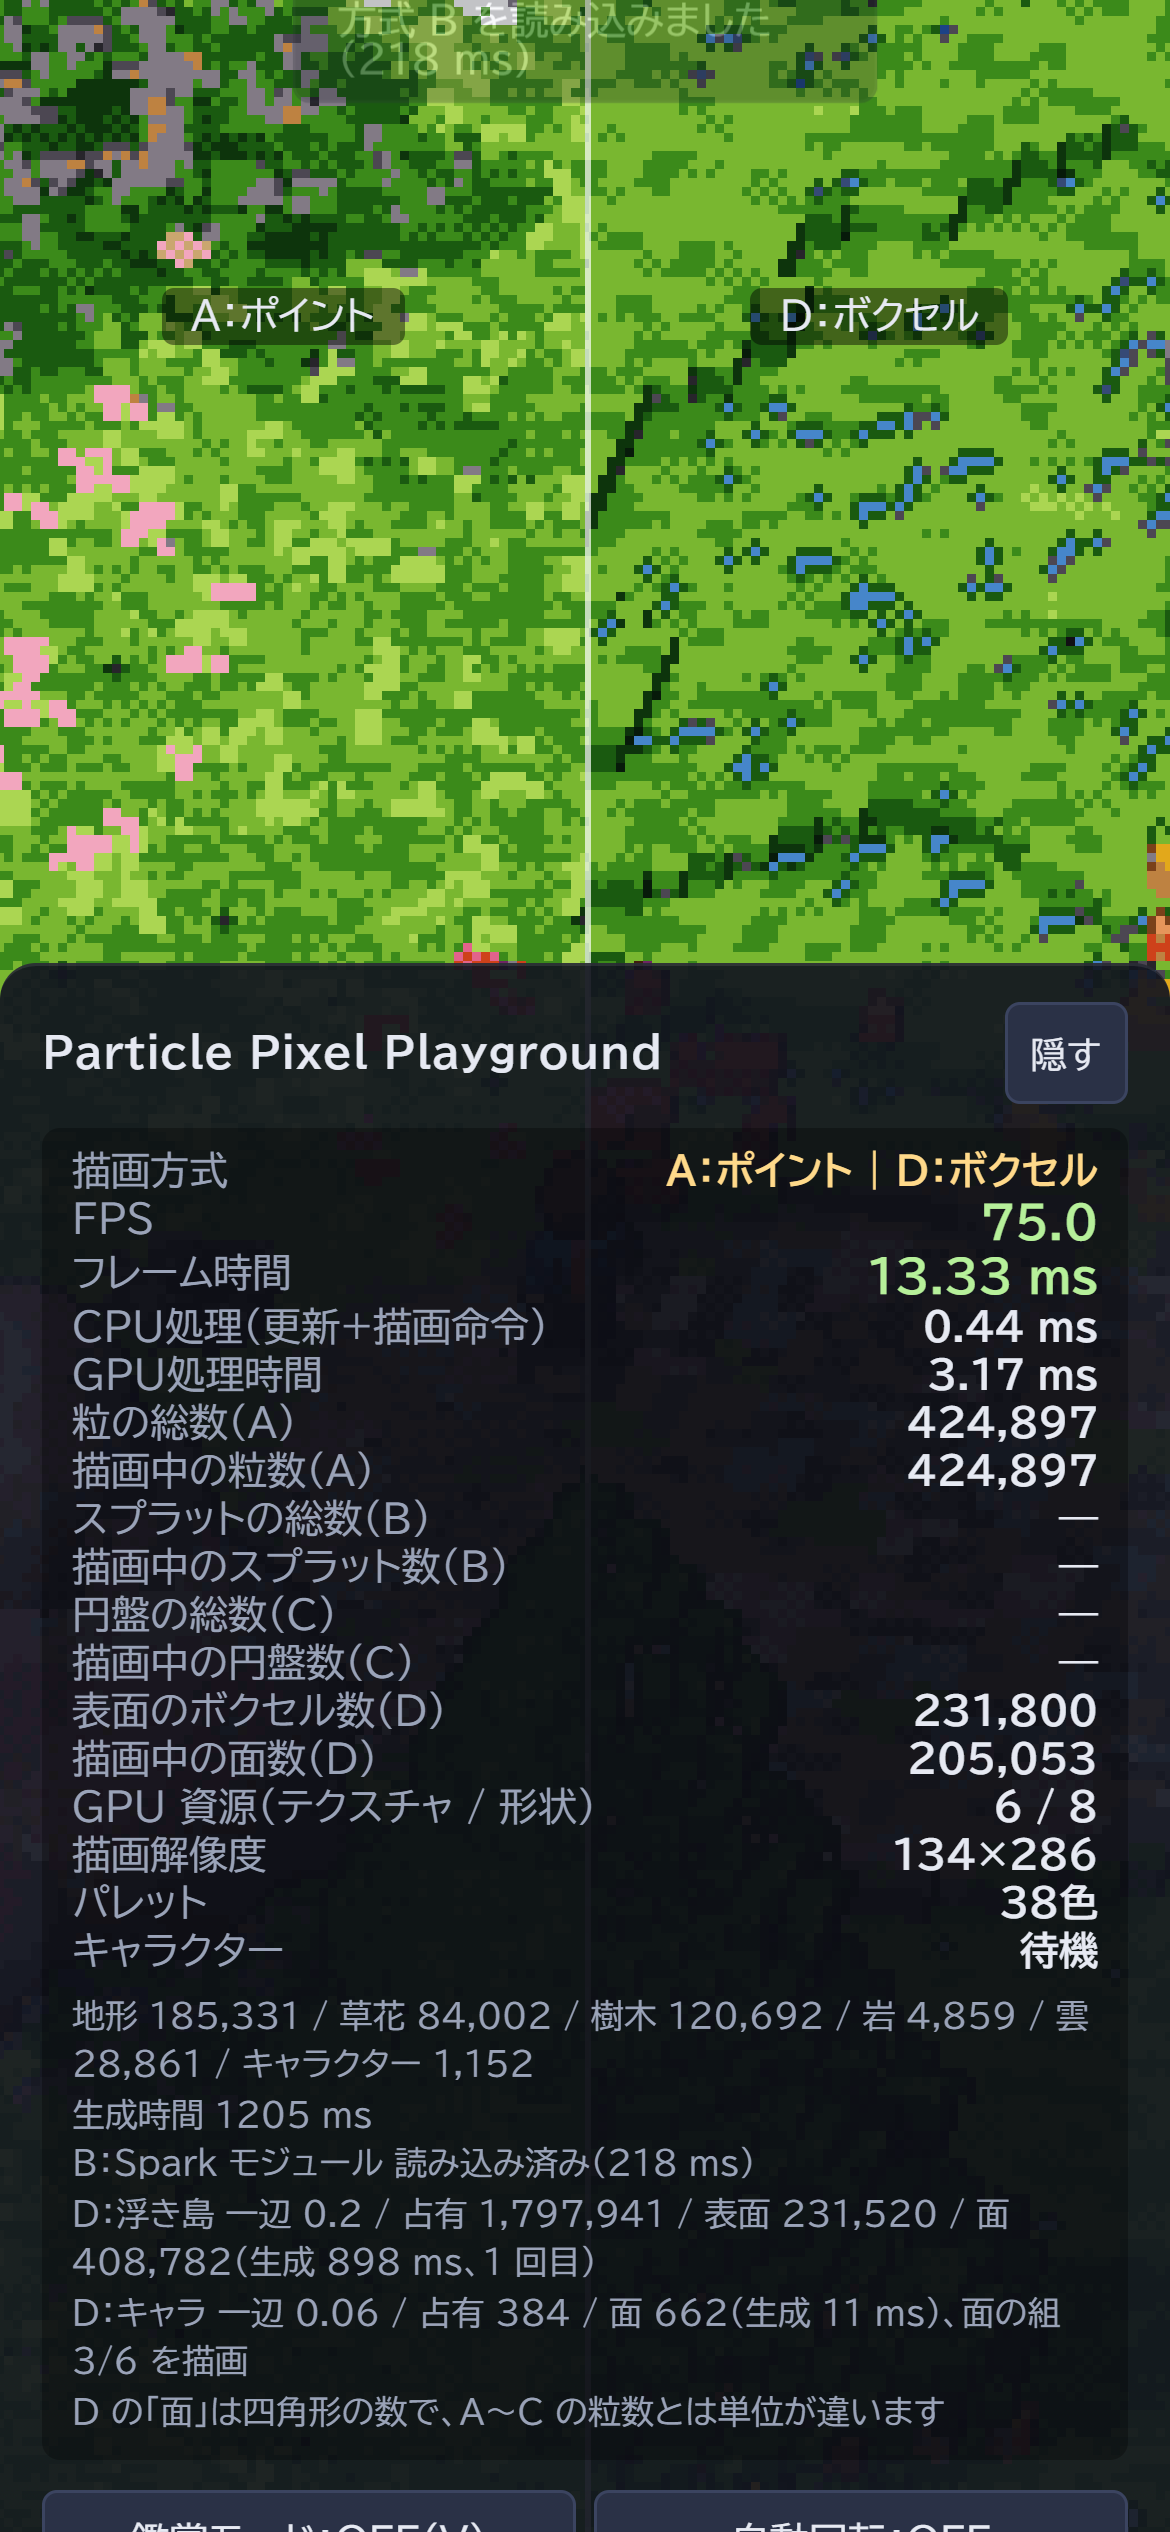 方式 B を読み込みました
(218 ms)
A：ポイント
D：ボクセル
Particle Pixel Playground
隠す
描画方式 A：ポイント｜D：ボクセル
FPS 75.0
フレーム時間 13.33 ms
CPU処理(更新＋描画命令) 0.44 ms
GPU処理時間 3.17 ms
粒の総数(A) 424,897
描画中の粒数(A) 424,897
スプラットの総数(B) —
描画中のスプラット数(B) —
円盤の総数(C) —
描画中の円盤数(C) —
表面のボクセル数(D) 231,800
描画中の面数(D) 205,053
GPU 資源(テクスチャ / 形状) 6 / 8
描画解像度 134×286
パレット 38色
キャラクター 待機
地形 185,331 / 草花 84,002 / 樹木 120,692 / 岩 4,859 / 雲
28,861 / キャラクター 1,152
生成時間 1205 ms
B：Spark モジュール 読み込み済み(218 ms)
D：浮き島 一辺 0.2 / 占有 1,797,941 / 表面 231,520 / 面
408,782(生成 898 ms、1 回目)
D：キャラ 一辺 0.06 / 占有 384 / 面 662(生成 11 ms)、面の組
3/6 を描画
D の「面」は四角形の数で、A〜C の粒数とは単位が違います
鑑賞モード：OFF(V)
自動回転：OFF